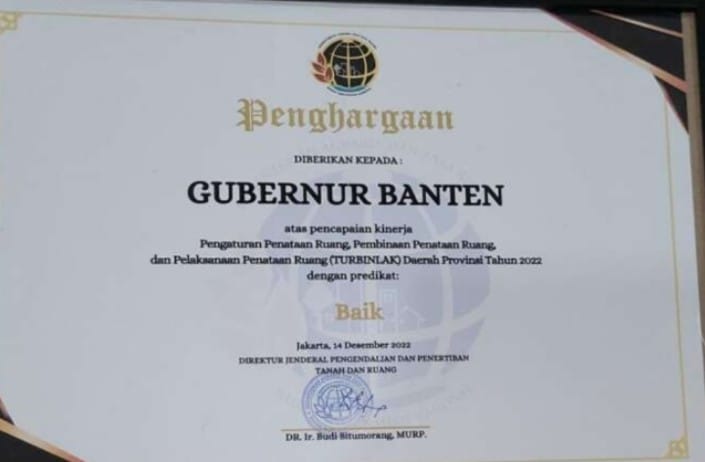 Penghargaan
DIBERIKAN KEPADA :
GUBERNUR BANTEN
atas pencapaian kinerja
Pengaturan Penataan Ruang, Pembinaan Penataan Ruang,
dan Pelaksanaan Penataan Ruang (TURBINLAK) Daerah Provinsi Tahun 2022
dengan predikat:
Baik
Jakarta, 14 Desember 2022
DIREKTUR JENDERAL PENGENDALIAN DAN PENERTIBAN
TANAH DAN RUANG
DR. Ir. Budi Situmorang, MURP.